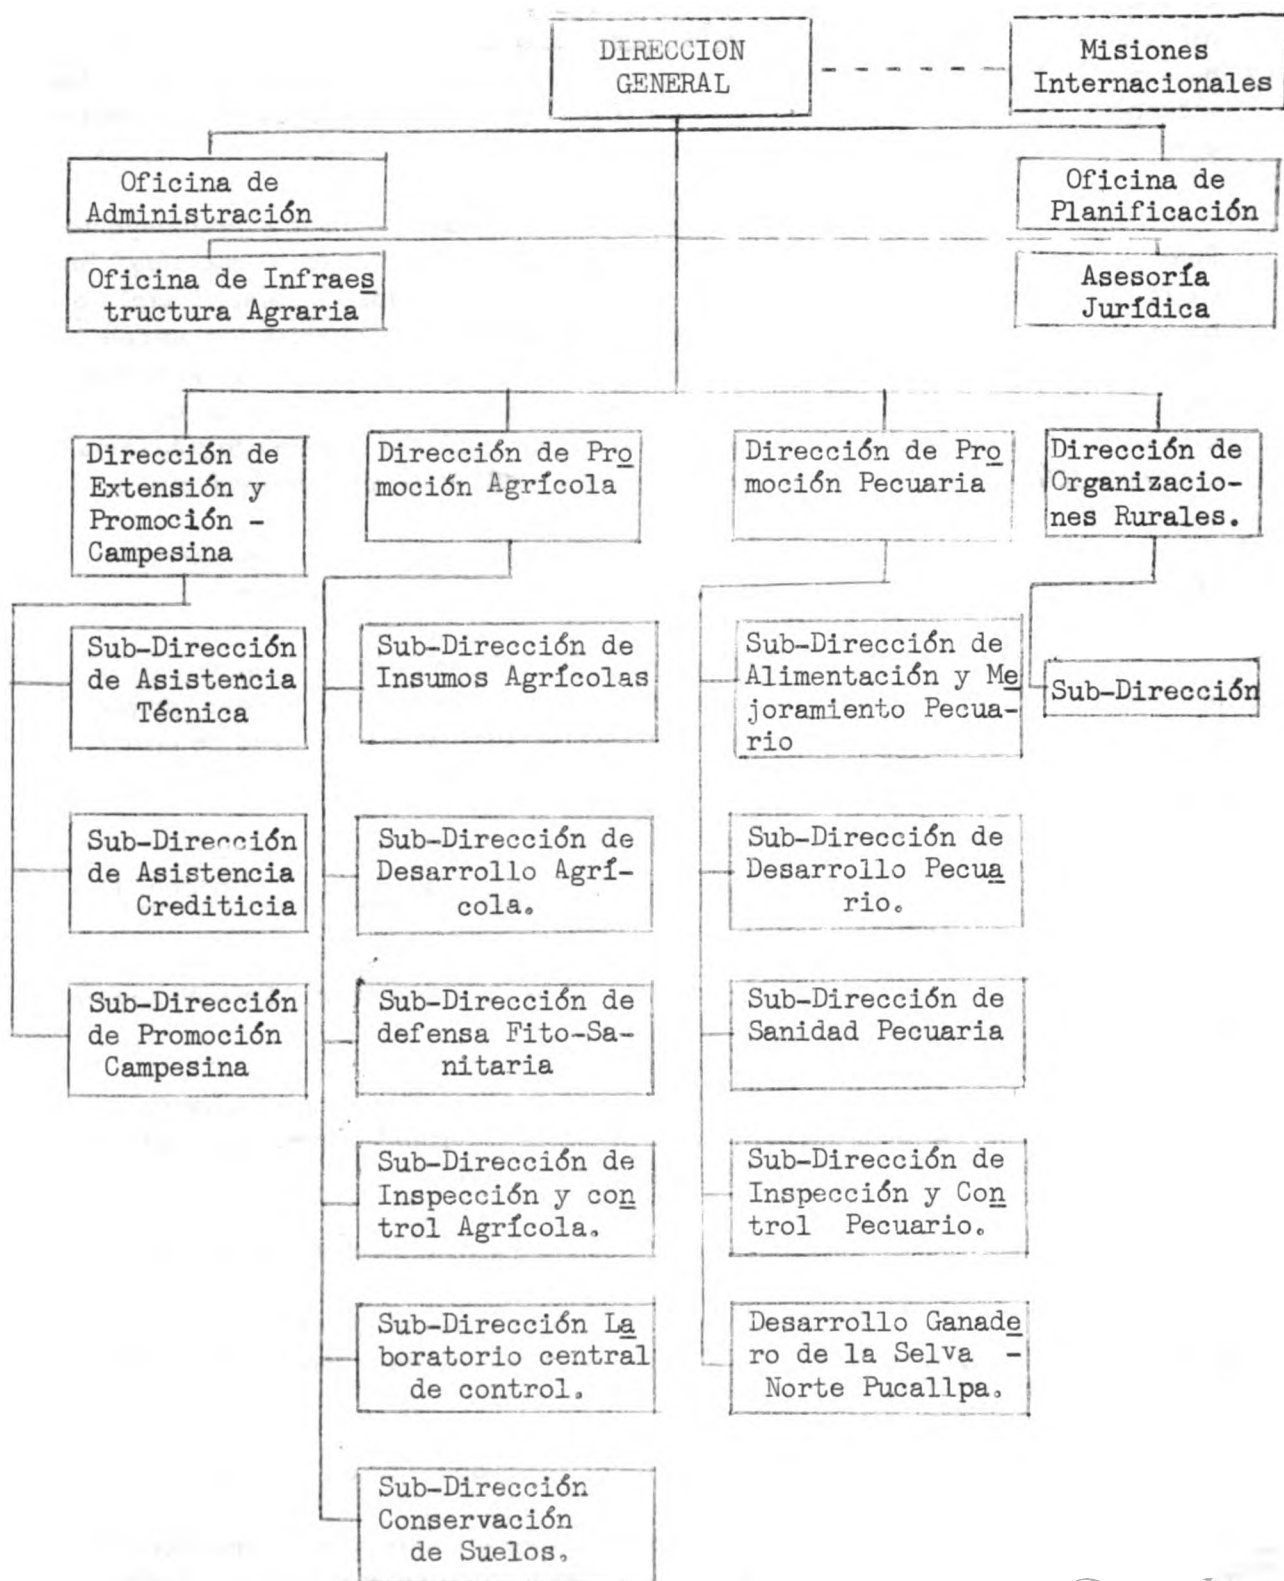 DIRECCION
GENERAL
Misiones
Internacionales
Oficina de
Administración
Oficina de
Planificación
Oficina de Infraes
tructura Agraria
Asesoría
Jurídica
Dirección de
Extensión y
Promoción -
Campesina
Dirección de Pro
moción Agrícola
Dirección de Pro
moción Pecuaria
Dirección de
Organizacio-
nes Rurales.
Sub-Dirección
de Asistencia
Técnica
Sub-Dirección
de Asistencia
Crediticia
Sub-Dirección
de Promoción
Campesina
Sub-Dirección de
Insumos Agrícolas
Sub-Dirección de
Desarrollo Agrí-
cola.
Sub-Dirección de
defensa Fito-Sa-
nitaria
Sub-Dirección de
Inspección y con
trol Agrícola.
Sub-Dirección La
boratorio central
de control.
Sub-Dirección
Conservación
de Suelos.
Sub-Dirección de
Alimentación y Me
joramiento Pecua-
rio
Sub-Dirección de
Desarrollo Pecua
rio.
Sub-Dirección de
Sanidad Pecuaria
Sub-Dirección de
Inspección y Con
trol Pecuario.
Desarrollo Ganade
ro de la Selva -
Norte Pucallpa.
Sub-Dirección